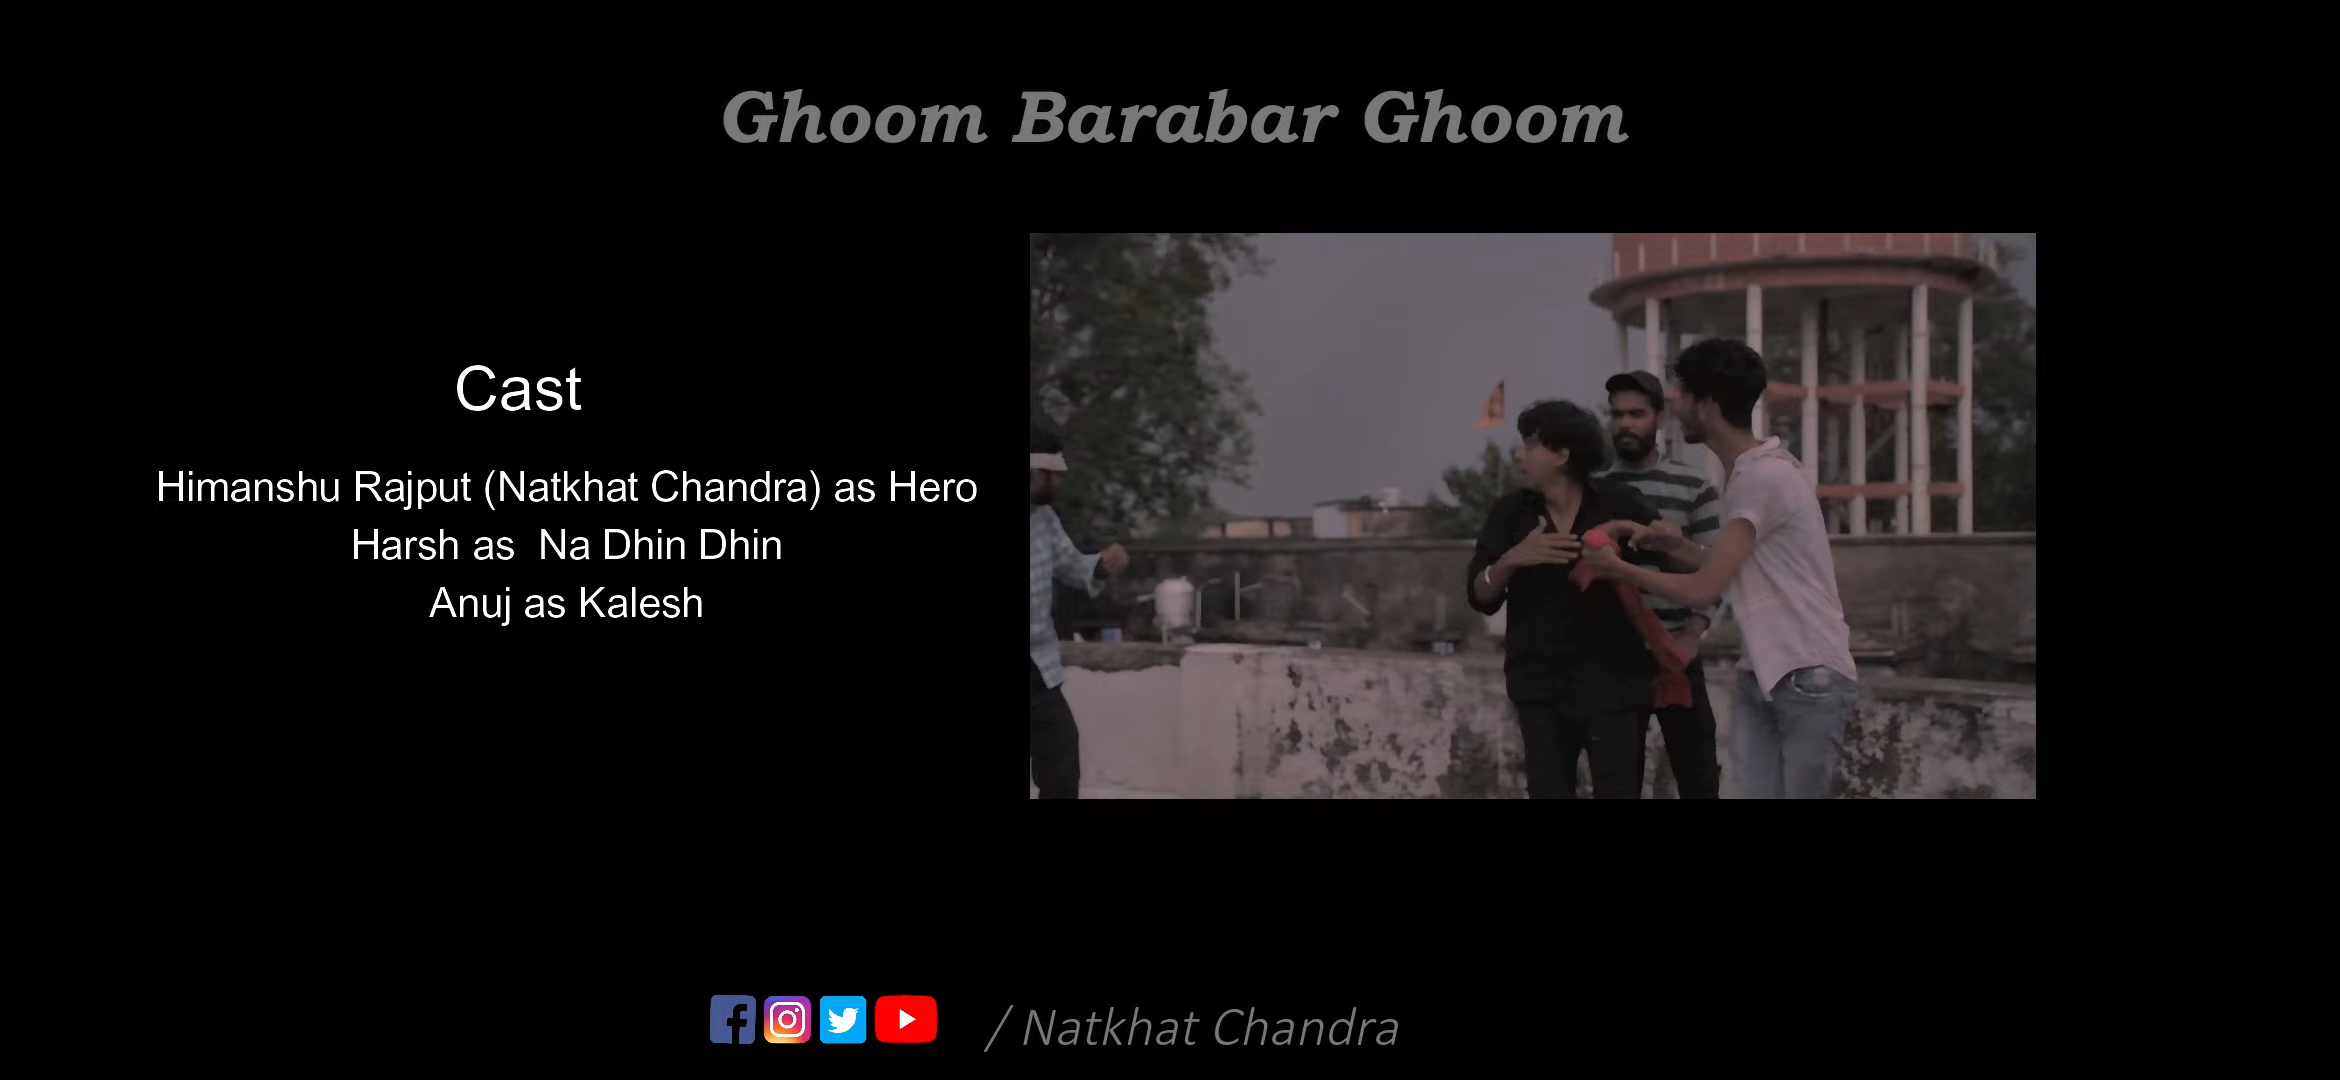 Ghoom Barabar Ghoom
Cast
Himanshu Rajput (Natkhat Chandra) as Hero
Harsh as  Na Dhin Dhin
Anuj as Kalesh
/ Natkhat Chandra